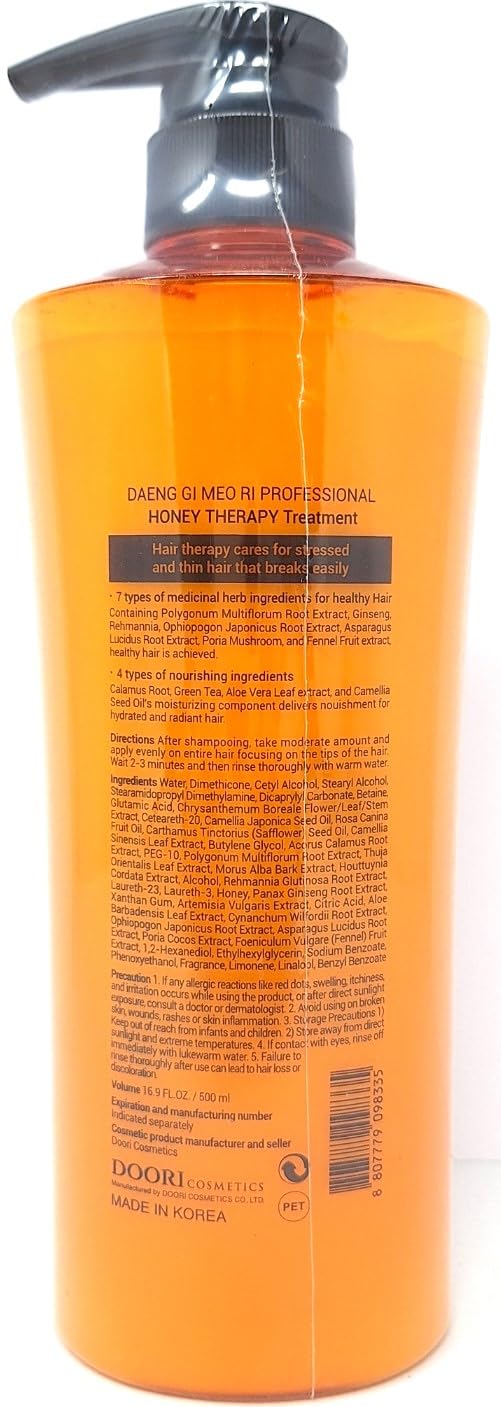 DAENG GI MEO RI PROFESSIONAL
HONEY THERAPY Treatment
Hair therapy cares for stressed
and thin hair that breaks easily
· 7 types of medicinal herb ingredients for healthy Hair
Containing Polygonum Multiflorum Root Extract, Ginseng,
Rehmannia, Ophiopogon Japonicus Root Extract, Asparagus
Lucidus Root Extract, Poria Mushroom, and Fennel Fruit extract,
healthy hair is achieved.
· 4 types of nourishing ingredients
Calamus Root, Green Tea, Aloe Vera Leaf extract, and Camellia
Seed Oil's moisturizing component delivers nourishment for
hydrated and radiant hair.
Directions After shampooing, take moderate amount and
apply evenly on entire hair focusing on the tips of the hair.
Wait 2-3 minutes and then rinse thoroughly with warm water.
Ingredients Water, Dimethicone, Cetyl Alcohol, Stearyl Alcohol,
Stearamidopropyl Dimethylamine, Dicaprylyl Carbonate, Betaine,
Glutamic Acid, Chrysanthemum Boreale Flower/Leaf/Stem
Extract, Ceteareth-20, Camellia Japonica Seed Oil, Rosa Canina
Fruit Oil, Carthamus Tinctorius (Safflower) Seed Oil, Camellia
Sinensis Leaf Extract, Butylene Glycol, Acorus Calamus Root
Extract, PEG-10, Polygonum Multiflorum Root Extract, Thuja
Orientalis Leaf Extract, Morus Alba Bark Extract, Houttuynia
Cordata Extract, Alcohol, Rehmannia Glutinosa Root Extract,
Laureth-23, Laureth-3, Honey, Panax Ginseng Root Extract,
Xanthan Gum, Artemisia Vulgaris Extract, Citric Acid, Aloe
Barbadensis Leaf Extract, Cynanchum Wilfordii Root Extract,
Ophiopogon Japonicus Root Extract, Asparagus Lucidus Root
Extract, Poria Cocos Extract, Foeniculum Vulgare (Fennel) Fruit
Extract, 1,2-Hexanediol, Ethylhexylglycerin, Sodium Benzoate,
Phenoxyethanol, Fragrance, Limonene, Linalool, Benzyl Benzoate
Precaution 1. If any allergic reactions like red dots, swelling, itchiness,
and irritation occurs while using the product, or after direct sunlight
exposure, consult a doctor or dermatologist. 2. Avoid using on broken
skin, wounds, rashes or skin inflammation. 3. Storage Precautions 1)
Keep out of reach from infants and children. 2) Store away from direct
sunlight and extreme temperatures. 4. If contact with eyes, rinse off
immediately with lukewarm water. 5. Failure to
rinse thoroughly after use can lead to hair loss or
discoloration.
Volume 16.9 FL.OZ. / 500 ml
Expiration and manufacturing number
Indicated separately
Cosmetic product manufacturer and seller
Doori Cosmetics
DOORI COSMETICS
Manufactured by DOORI COSMETICS CO., LTD.
MADE IN KOREA
PET
8 807779 098335